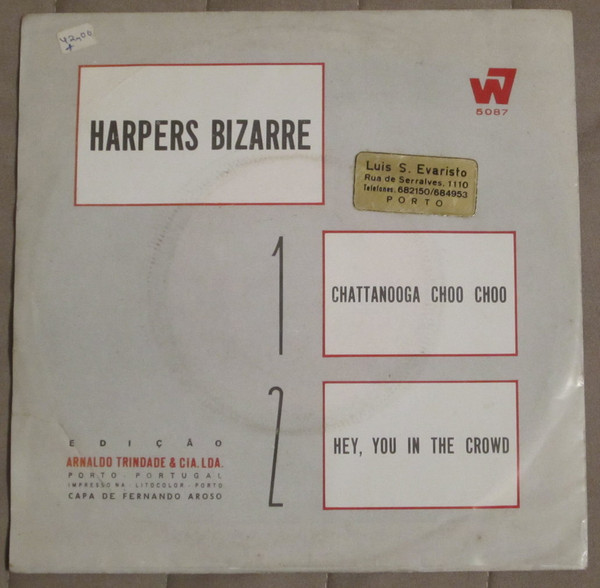 42,00
HARPERS BIZARRE
W7
5087
Luis S. Evaristo
Rua de Serralves, 1110
Telefones, 682150/684953
PORTO
1
CHATTANOOGA CHOO CHOO
2
HEY, YOU IN THE CROWD
EDIÇÃO
ARNALDO TRINDADE & CIA. LDA.
PORTO - PORTUGAL
IMPRESSO NA LITOCOLOR - PORTO
CAPA DE FERNANDO AROSO